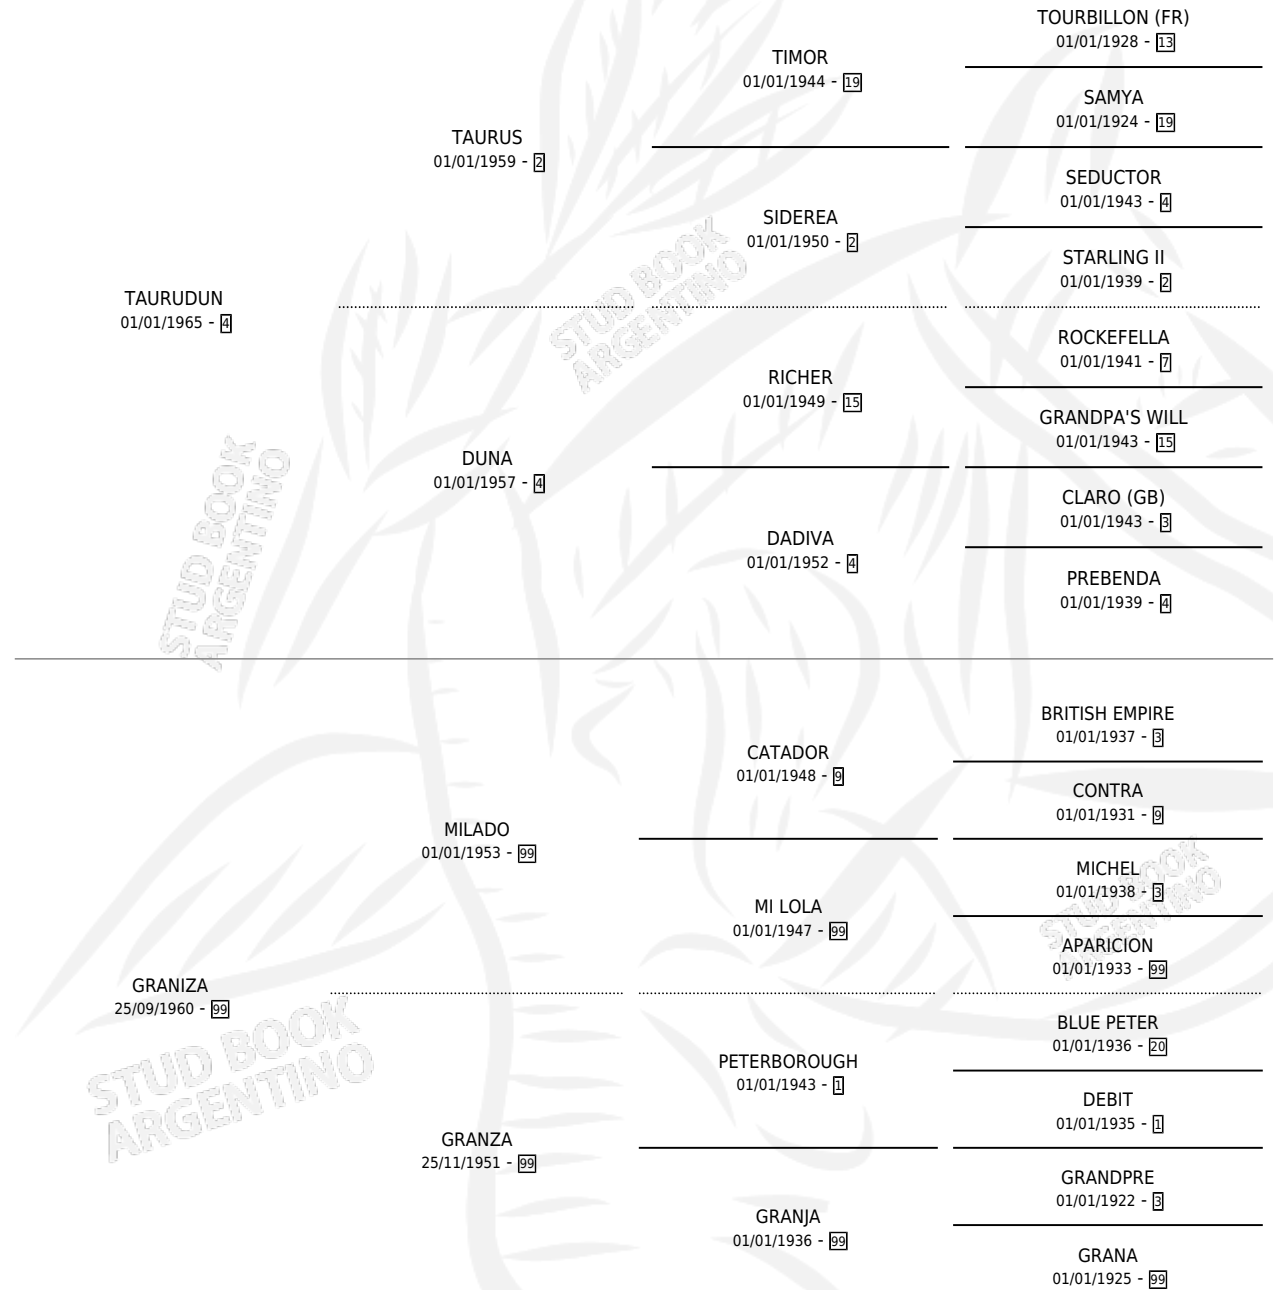 TOURBILLON (FR)
01/01/1928 - 13
TIMOR
01/01/1944 - 19
SAMYA
01/01/1924 - 19
TAURUS
01/01/1959 - 2
SEDUCTOR
01/01/1943 - 4
SIDEREA
01/01/1950 - 2
STARLING II
01/01/1939 - 2
TAURUDUN
01/01/1965 - 4
STUD BOOK
ARGENTINO
ROCKEFELLA
01/01/1941 - 7
RICHER
01/01/1949 - 15
GRANDPA'S WILL
01/01/1943 - 15
DUNA
01/01/1957 - 4
CLARO (GB)
01/01/1943 - 3
DADIVA
01/01/1952 - 4
PREBENDA
01/01/1939 - 4
STUD BOOK
ARGENTINO
BRITISH EMPIRE
01/01/1937 - 3
CATADOR
01/01/1948 - 9
CONTRA
01/01/1931 - 9
MILADO
01/01/1953 - 99
MICHEL
01/01/1938 - 3
MI LOLA
01/01/1947 - 99
APARICION
01/01/1933 - 99
STUD BOOK
ARGENTINO
GRANIZA
25/09/1960 - 99
STUD BOOK
ARGENTINO
BLUE PETER
01/01/1936 - 20
PETERBOROUGH
01/01/1943 - 1
DEBIT
01/01/1935 - 1
GRANZA
25/11/1951 - 99
GRANDPRE
01/01/1922 - 3
GRANJA
01/01/1936 - 99
GRANA
01/01/1925 - 99